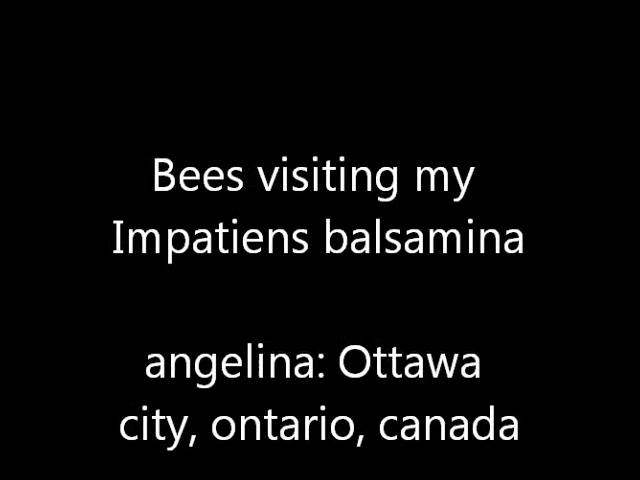 Bees visiting my
Impatiens balsamina
angelina: Ottawa
city, ontario, canada